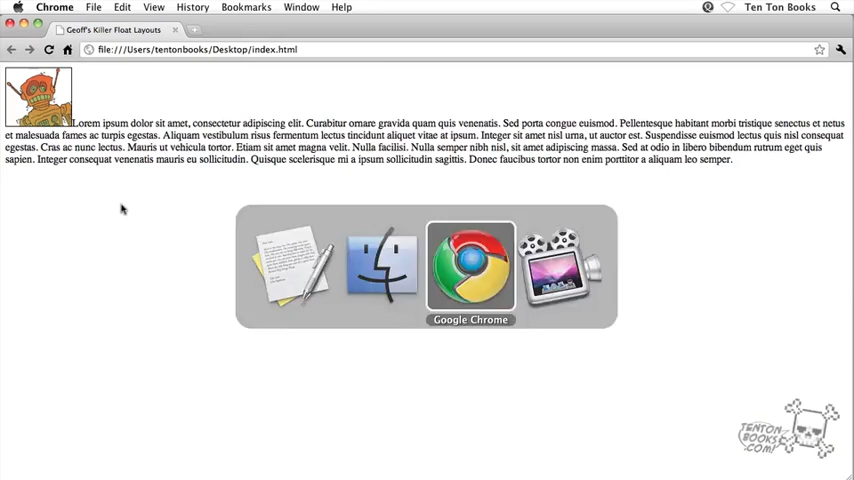 Chrome File Edit View History Bookmarks Window Help Ten Ton Books
Geoff's Killer Float Layouts
file:///Users/tentonbooks/Desktop/index.html
Lorem ipsum dolor sit amet, consectetur adipiscing elit. Curabitur ornare gravida quam quis venenatis. Sed porta congue euismod. Pellentesque habitant morbi tristique senectus et netus
et malesuada fames ac turpis egestas. Aliquam vestibulum risus fermentum lectus tincidunt aliquet vitae at ipsum. Integer sit amet nisl urna, ut auctor est. Suspendisse euismod lectus quis nisl consequat
egestas. Cras ac nunc lectus. Mauris ut vehicula tortor. Etiam sit amet magna velit. Nulla facilisi. Nulla semper nibh nisl, sit amet adipiscing massa. Sed at odio in libero bibendum rutrum eget quis
sapien. Integer consequat venenatis mauris eu sollicitudin. Quisque scelerisque mi a ipsum sollicitudin sagittis. Donec faucibus tortor non enim porttitor a aliquam leo semper.
Google Chrome
TENTON
BOOKS
.COM!